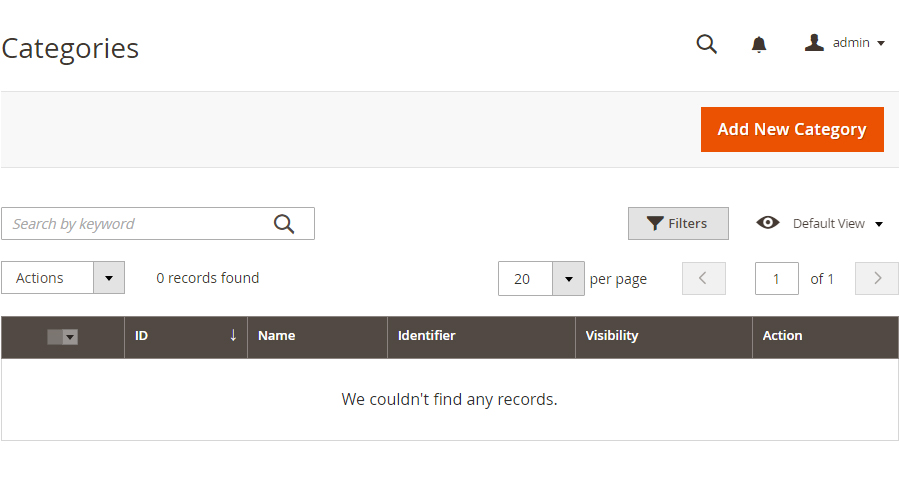 Categories
admin
Add New Category
Search by keyword
Filters
Default View
Actions
0 records found
20
per page
1
of 1
ID
Name
Identifier
Visibility
Action
We couldn't find any records.